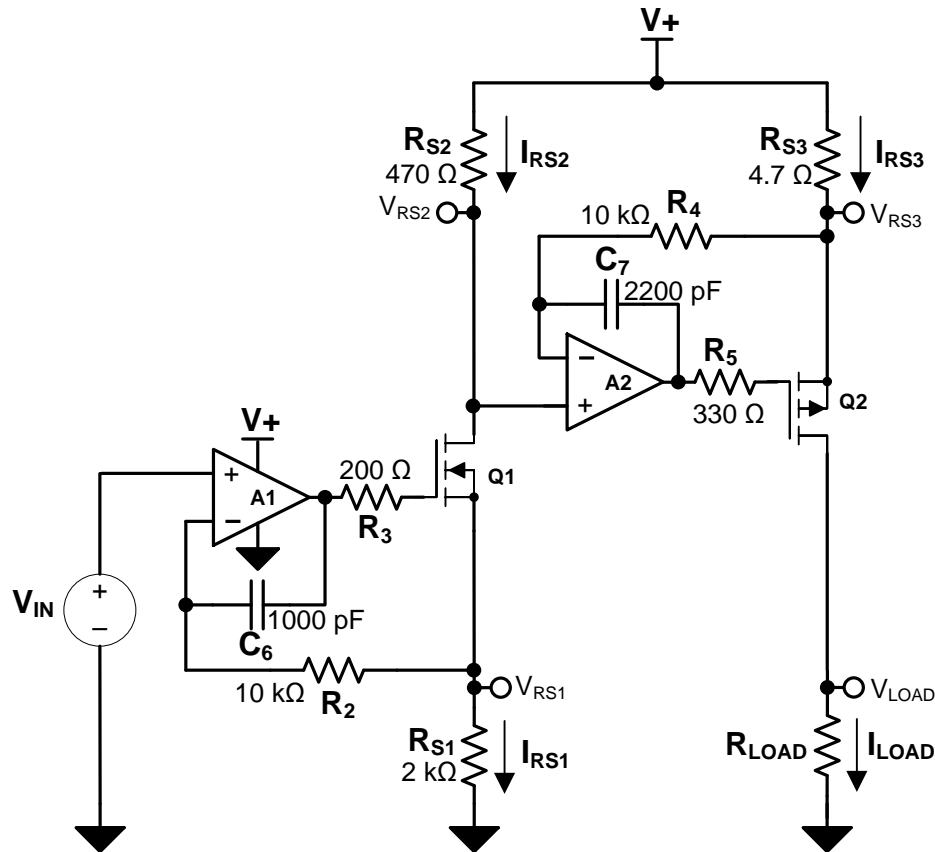 V+
RS2
470 Ω
IRS2
RS3
4.7 Ω
IRS3
VRS2
10 kΩ
R4
VRS3
C7
2200 pF
−
A2
+
R5
330 Ω
Q2
V+
+
A1
−
200 Ω
R3
Q1
VIN
+
−
1000 pF
C6
10 kΩ
R2
VRS1
VLOAD
RS1
2 kΩ
IRS1
RLOAD
ILOAD